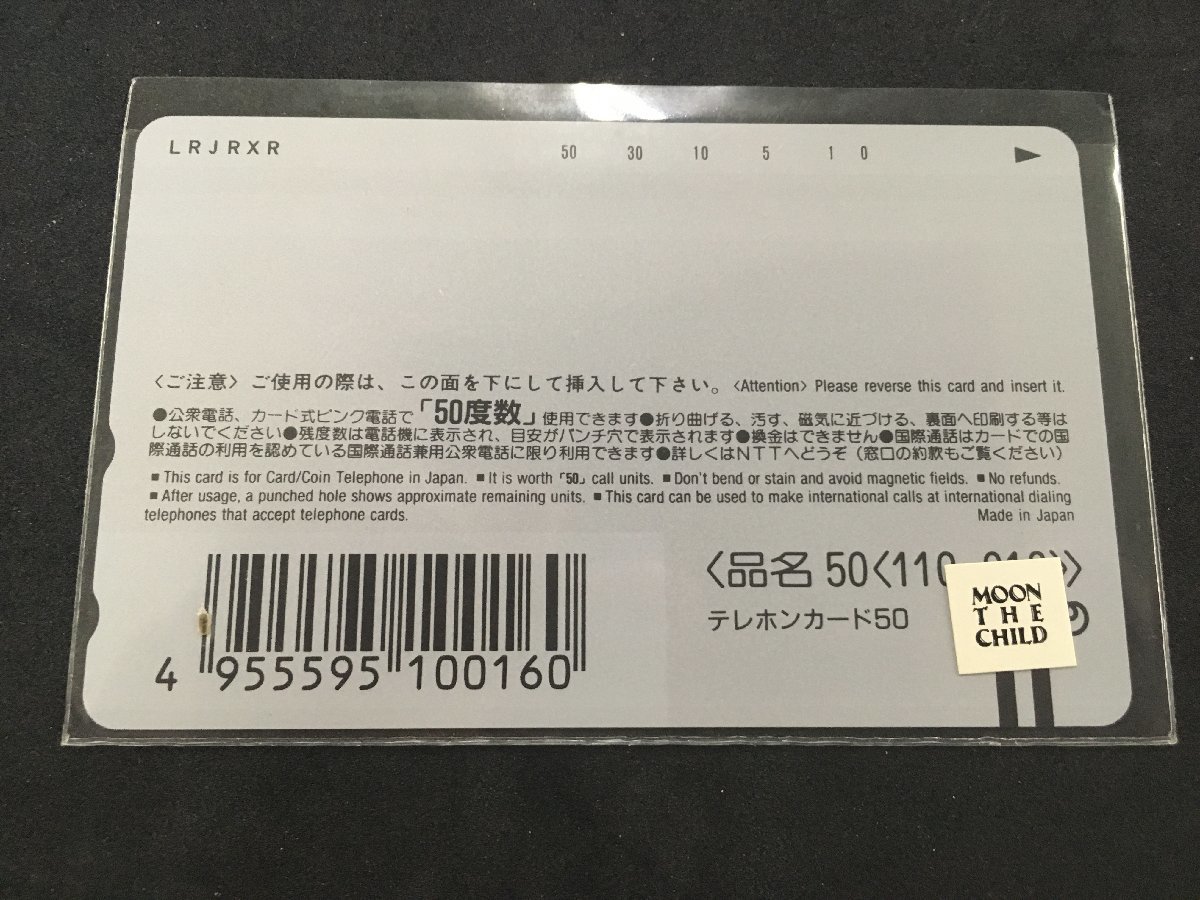 LRJRXR 50 30 10 5 1 0
〈ご注意〉ご使用の際は、この面を下にして挿入して下さい。〈Attention〉Please reverse this card and insert it.
●公衆電話、カード式ピンク電話で「50度数」使用できます●折り曲げる、汚す、磁気に近づける、裏面へ印刷する等は
しないでください●残度数は電話機に表示され、目安がパンチ穴で表示されます●換金はできません●国際通話はカードでの国
際通話の利用を認めている国際通話兼用公衆電話に限り利用できます●詳しくはNTTへどうぞ（窓口の約款もご覧ください）
■This card is for Card/Coin Telephone in Japan. ■It is worth「50」call units. ■Don't bend or stain and avoid magnetic fields. ■No refunds.
■After usage, a punched hole shows approximate remaining units. ■This card can be used to make international calls at international dialing
telephones that accept telephone cards. Made in Japan
〈品名 50〈110
テレホンカード50
MOON
THE
CHILD
4 955595 100160